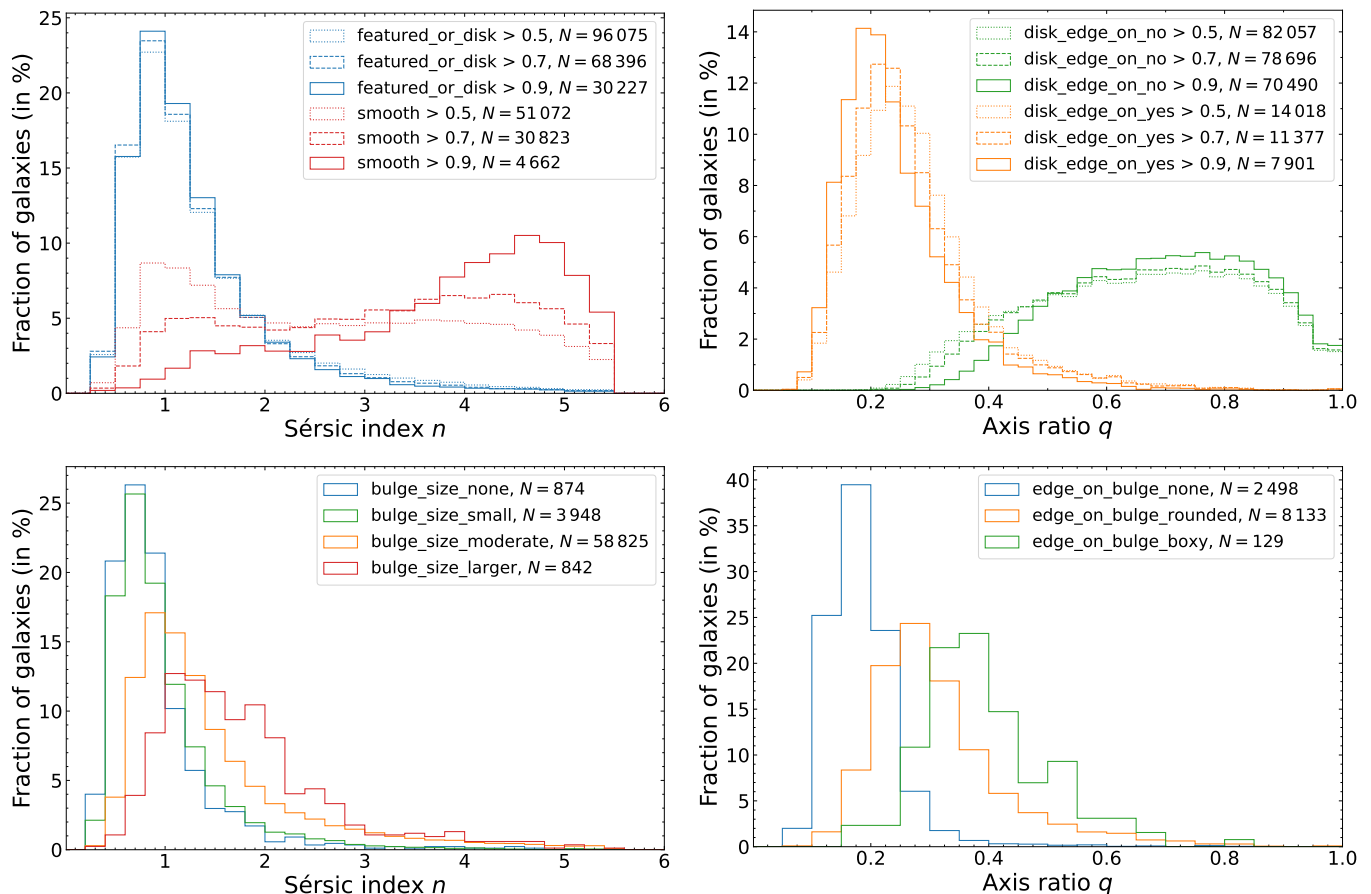 Fraction of galaxies (in %)
25
20
15
10
5
0
featured_or_disk > 0.5, N = 96 075
featured_or_disk > 0.7, N = 68 396
featured_or_disk > 0.9, N = 30 227
smooth > 0.5, N = 51 072
smooth > 0.7, N = 30 823
smooth > 0.9, N = 4 662
1 2 3 4 5 6
Sérsic index n
Fraction of galaxies (in %)
14
12
10
8
6
4
2
0
disk_edge_on_no > 0.5, N = 82 057
disk_edge_on_no > 0.7, N = 78 696
disk_edge_on_no > 0.9, N = 70 490
disk_edge_on_yes > 0.5, N = 14 018
disk_edge_on_yes > 0.7, N = 11 377
disk_edge_on_yes > 0.9, N = 7 901
0.2 0.4 0.6 0.8 1.0
Axis ratio q
Fraction of galaxies (in %)
25
20
15
10
5
0
bulge_size_none, N = 874
bulge_size_small, N = 3 948
bulge_size_moderate, N = 58 825
bulge_size_larger, N = 842
1 2 3 4 5 6
Sérsic index n
Fraction of galaxies (in %)
40
35
30
25
20
15
10
5
0
edge_on_bulge_none, N = 2 498
edge_on_bulge_rounded, N = 8 133
edge_on_bulge_boxy, N = 129
0.2 0.4 0.6 0.8 1.0
Axis ratio q